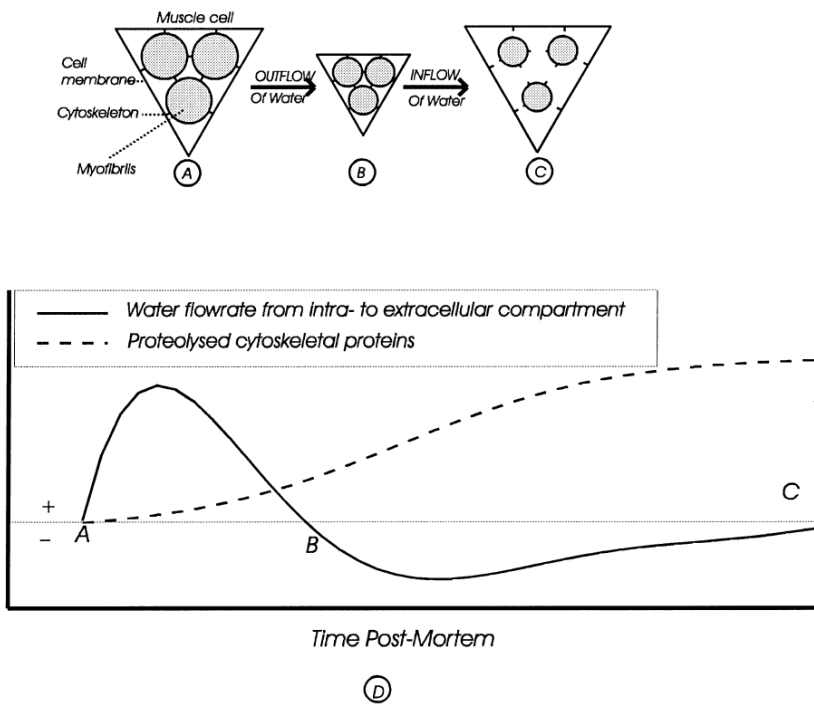 Muscle cell
Cell
membrane
Cytoskeleton
Myofibrils
OUTFLOW
Of Water
INFLOW
Of Water
A
B
C
Water flowrate from intra- to extracellular compartment
Proteolysed cytoskeletal proteins
+
−
A
B
C
Time Post-Mortem
D